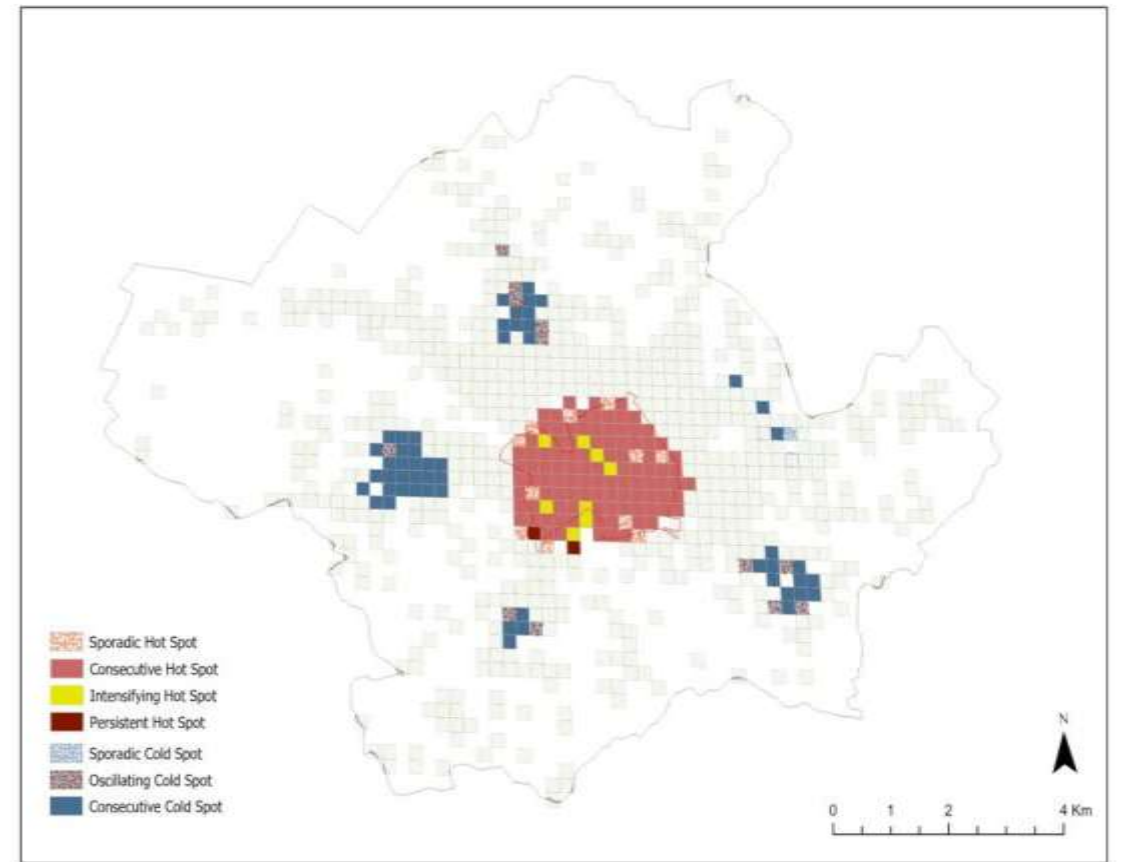 Sporadic Hot Spot
Consecutive Hot Spot
Intensifying Hot Spot
Persistent Hot Spot
Sporadic Cold Spot
Oscillating Cold Spot
Consecutive Cold Spot
N
0 1 2 4 Km